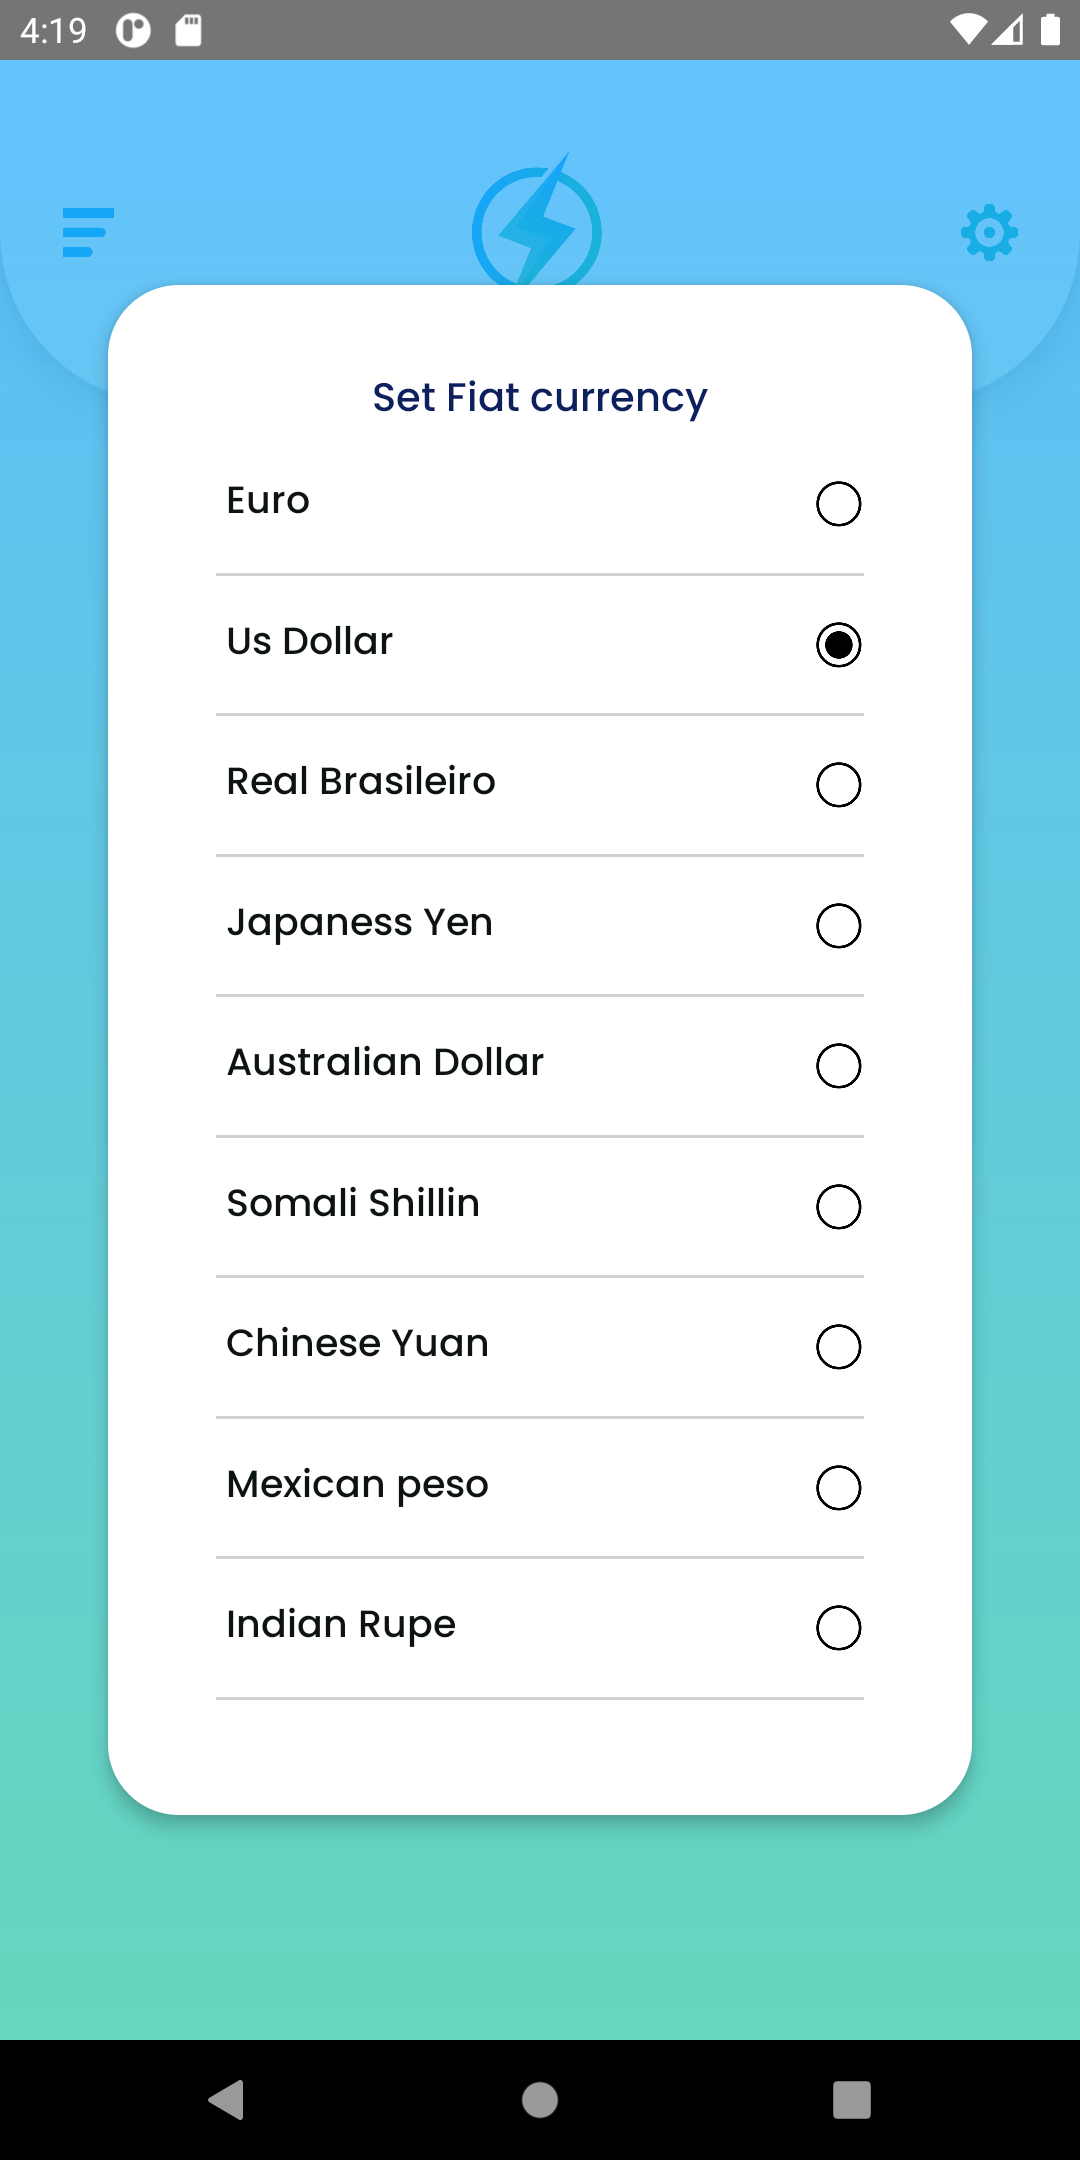 4:19
Set Fiat currency
Euro
Us Dollar
Real Brasileiro
Japaness Yen
Australian Dollar
Somali Shillin
Chinese Yuan
Mexican peso
Indian Rupe